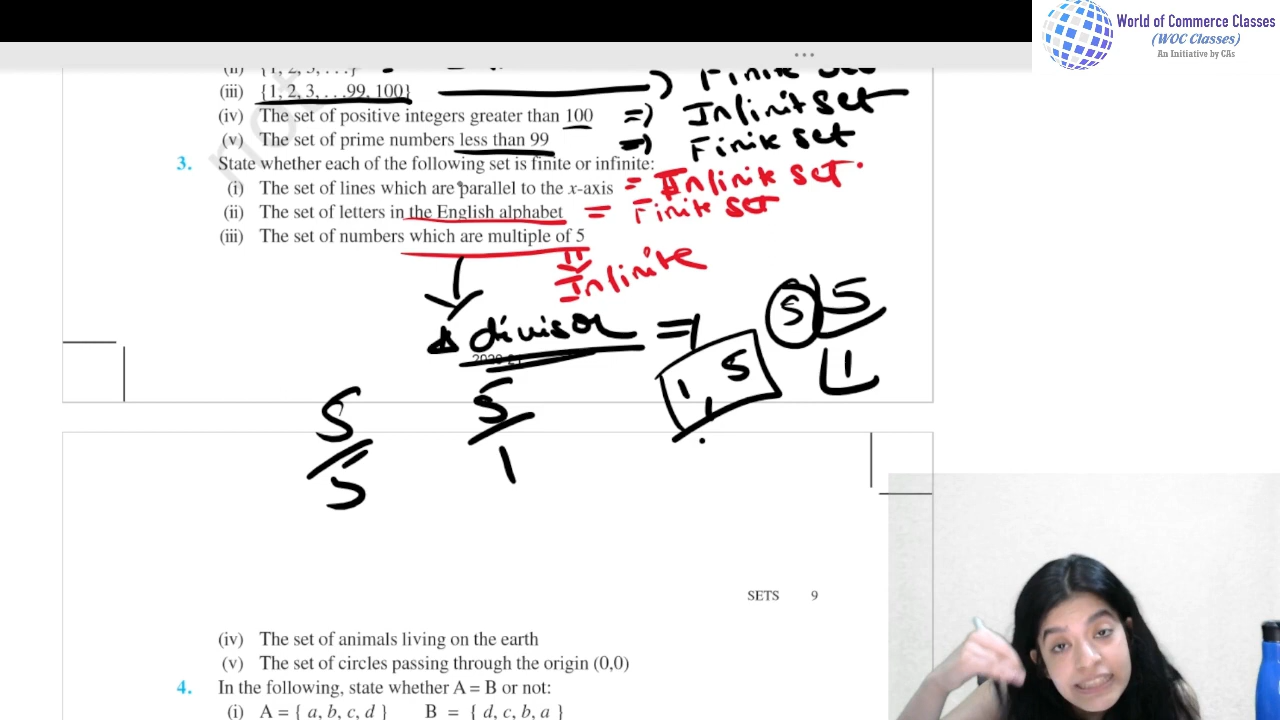 World of Commerce Classes
(WOC Classes)
An Initiative by CAs
(ii) {1, 2, 3, . . .}
(iii) {1, 2, 3, . . .99, 100} Finite Set
(iv) The set of positive integers greater than 100 => Infinit set
(v) The set of prime numbers less than 99 => Finite set
3. State whether each of the following set is finite or infinite:
(i) The set of lines which are parallel to the x-axis = Infinite set.
(ii) The set of letters in the English alphabet = Finite set
(iii) The set of numbers which are multiple of 5
Infinite
divisor => 1, 5
5) 5
1
5/5 5/1
SETS 9
(iv) The set of animals living on the earth
(v) The set of circles passing through the origin (0,0)
4. In the following, state whether A = B or not:
(i) A = { a, b, c, d } B = { d, c, b, a }